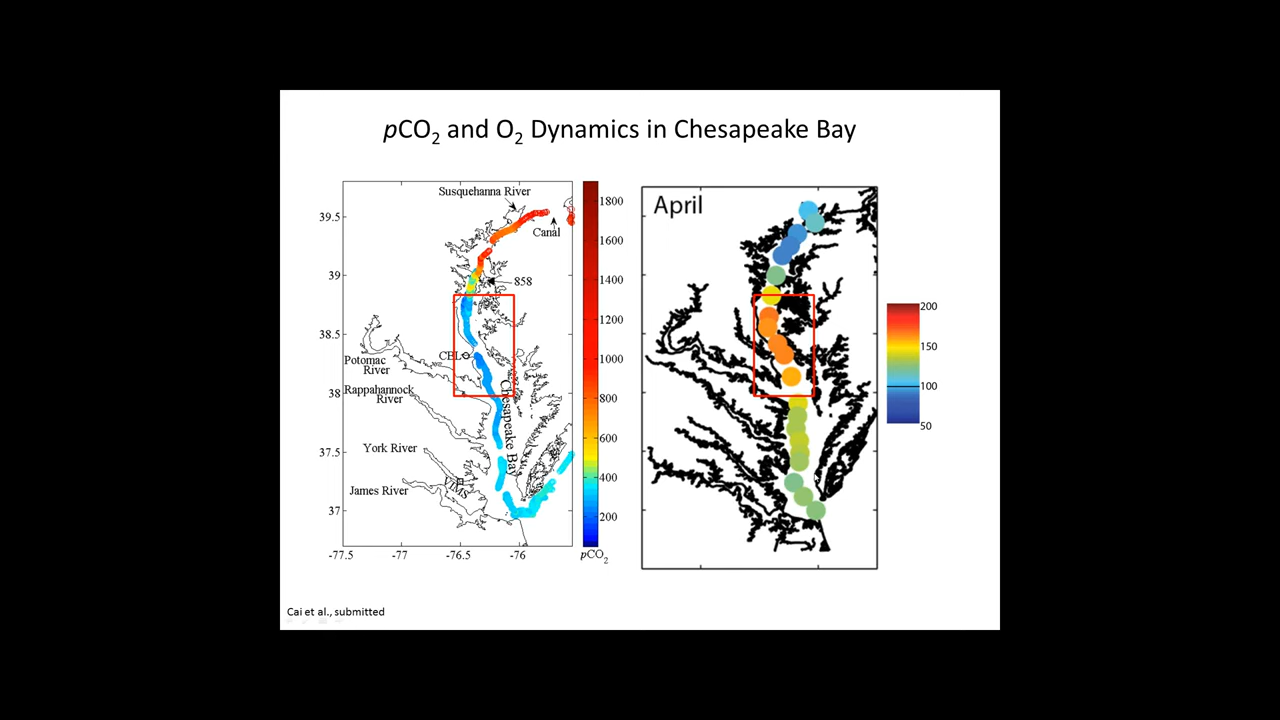 pCO2 and O2 Dynamics in Chesapeake Bay
Susquehanna River
Canal
858
CBL
Potomac
River
Rappahannock
River
York River
James River
Chesapeake Bay
39.5
39
38.5
38
37.5
37
-77.5
-77
-76.5
-76
1800
1600
1400
1200
1000
800
600
400
200
pCO2
April
200
150
100
50
Cai et al., submitted